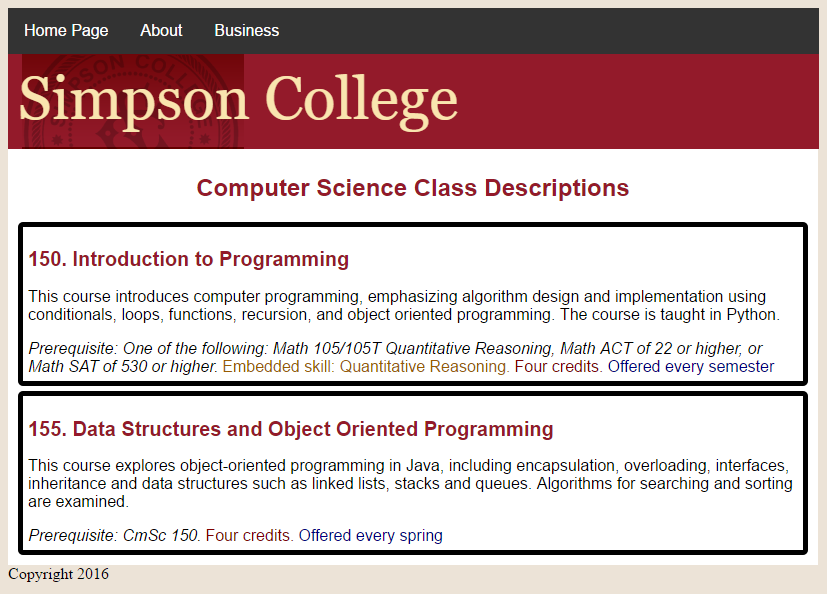 Home Page About Business
Simpson College
Computer Science Class Descriptions
150. Introduction to Programming
This course introduces computer programming, emphasizing algorithm design and implementation using
conditionals, loops, functions, recursion, and object oriented programming. The course is taught in Python.
Prerequisite: One of the following: Math 105/105T Quantitative Reasoning, Math ACT of 22 or higher, or
Math SAT of 530 or higher. Embedded skill: Quantitative Reasoning. Four credits. Offered every semester
155. Data Structures and Object Oriented Programming
This course explores object-oriented programming in Java, including encapsulation, overloading, interfaces,
inheritance and data structures such as linked lists, stacks and queues. Algorithms for searching and sorting
are examined.
Prerequisite: CmSc 150. Four credits. Offered every spring
Copyright 2016